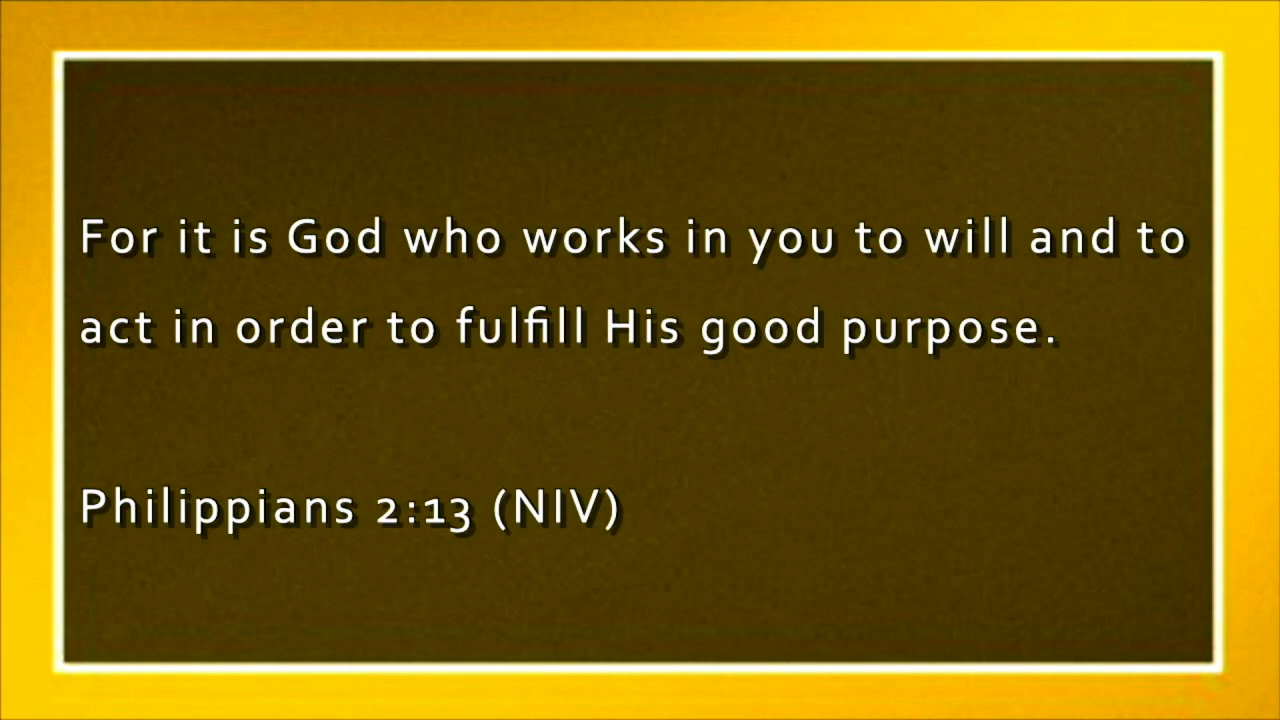 For it is God who works in you to will and to
act in order to fulfill His good purpose.
Philippians 2:13 (NIV)